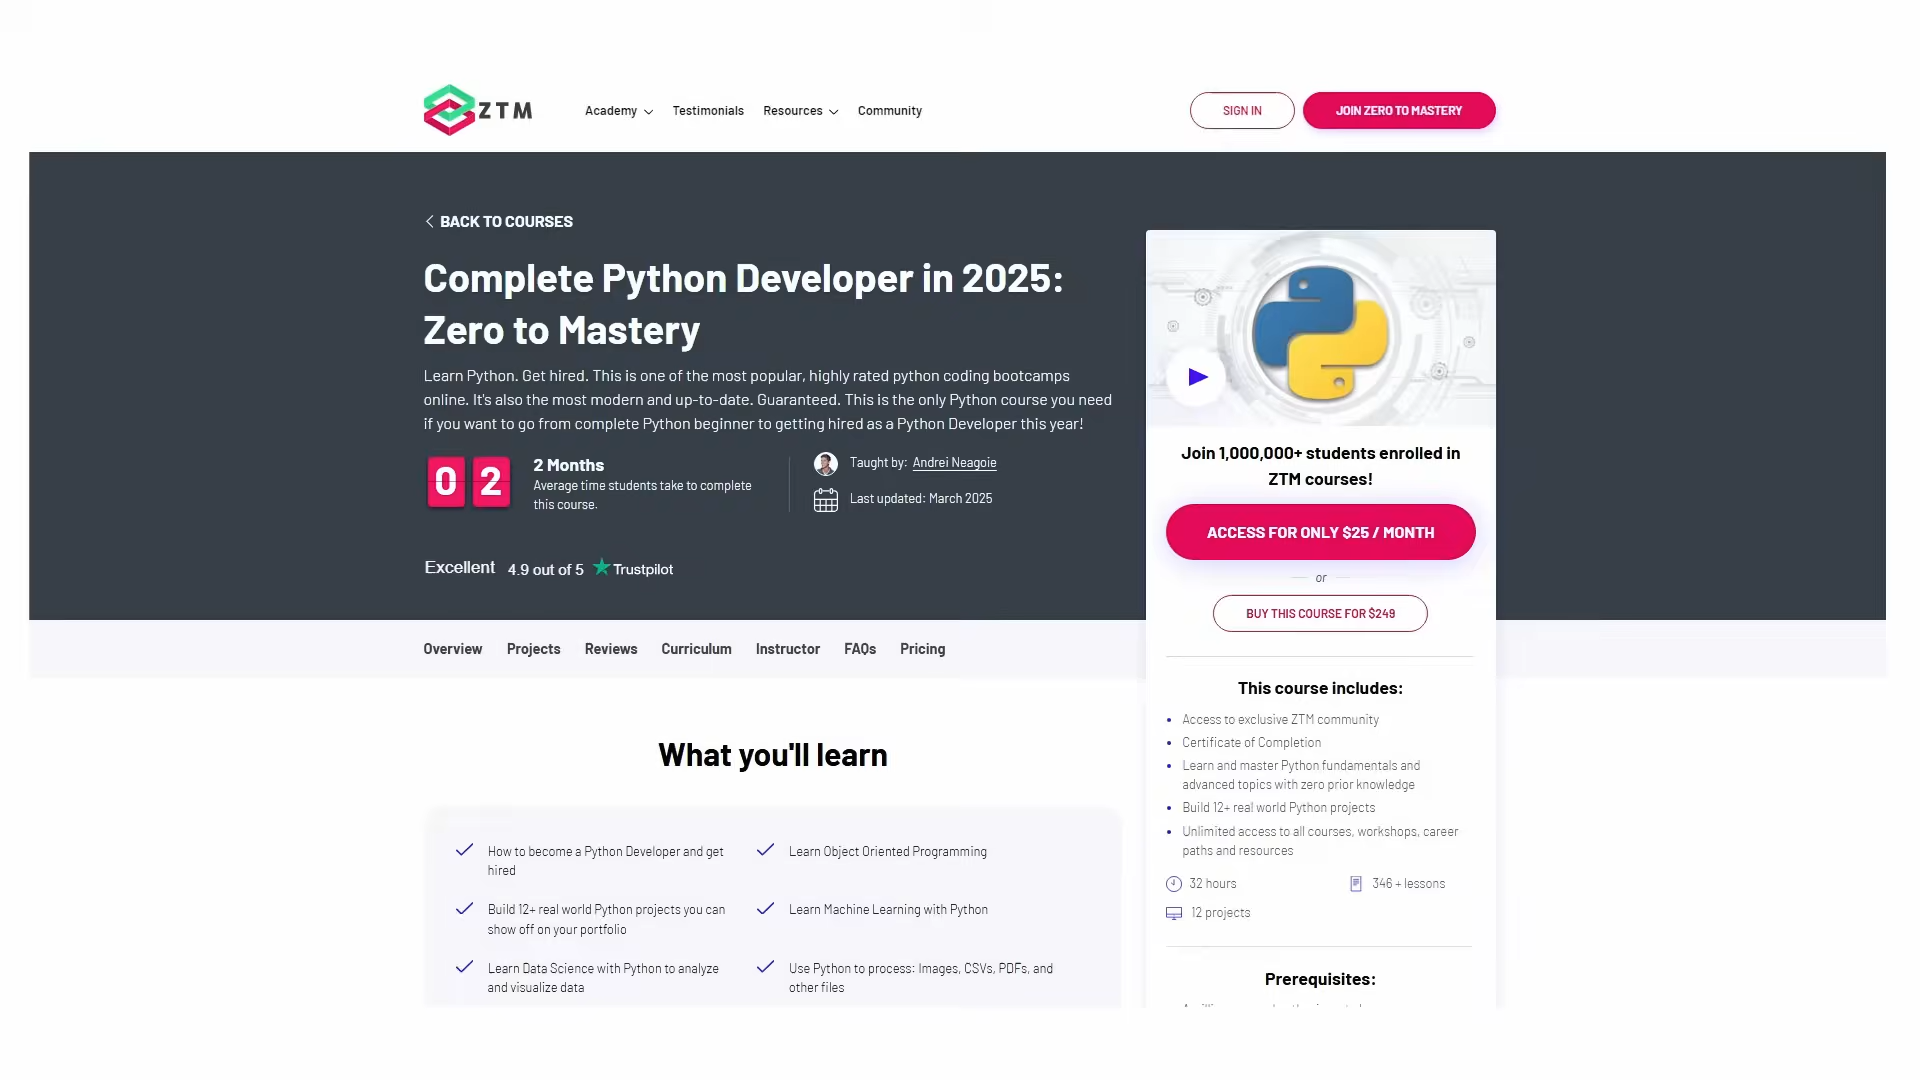 ZTM
Academy
Testimonials
Resources
Community
SIGN IN
JOIN ZERO TO MASTERY
BACK TO COURSES
Complete Python Developer in 2025:
Zero to Mastery
Learn Python. Get hired. This is one of the most popular, highly rated python coding bootcamps
online. It's also the most modern and up-to-date. Guaranteed. This is the only Python course you need
if you want to go from complete Python beginner to getting hired as a Python Developer this year!
02
2 Months
Average time students take to complete
this course.
Taught by: Andrei Neagoie
Last updated: March 2025
Excellent 4.9 out of 5 Trustpilot
Join 1,000,000+ students enrolled in
ZTM courses!
ACCESS FOR ONLY $25 / MONTH
or
BUY THIS COURSE FOR $249
Overview
Projects
Reviews
Curriculum
Instructor
FAQs
Pricing
This course includes:
Access to exclusive ZTM community
Certificate of Completion
Learn and master Python fundamentals and
advanced topics with zero prior knowledge
Build 12+ real world Python projects
Unlimited access to all courses, workshops, career
paths and resources
32 hours
346 + lessons
12 projects
Prerequisites:
What you'll learn
How to become a Python Developer and get
hired
Learn Object Oriented Programming
Build 12+ real world Python projects you can
show off on your portfolio
Learn Machine Learning with Python
Learn Data Science with Python to analyze
and visualize data
Use Python to process: Images, CSVs, PDFs, and
other files